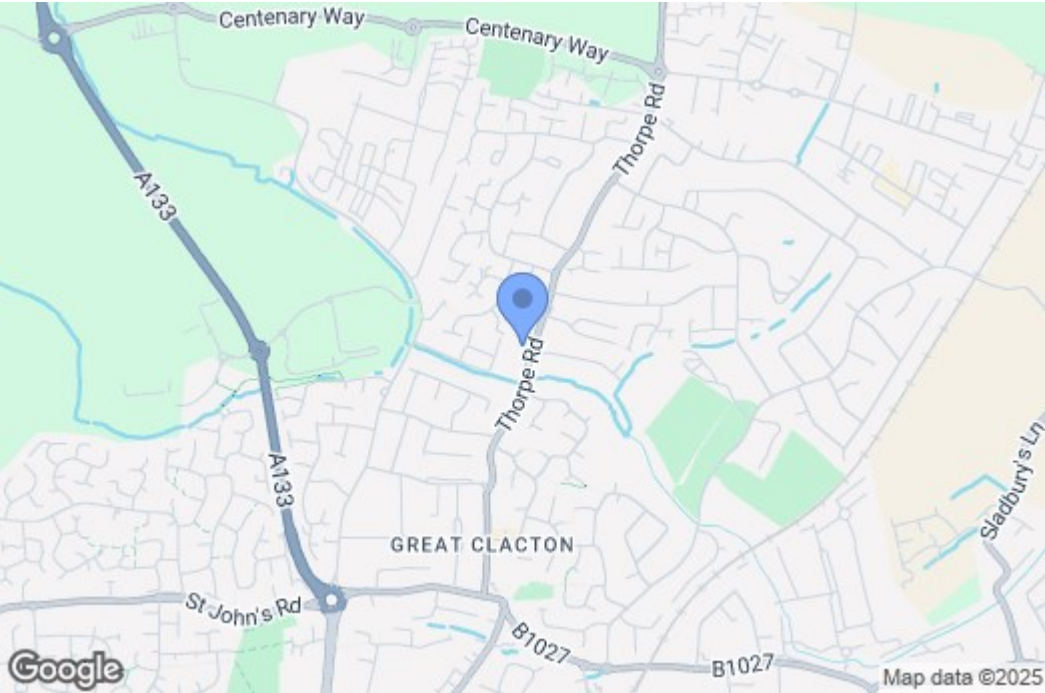 Centenary Way
Centenary Way
Thorpe Rd
A133
Thorpe Rd
A133
Sladbury's Ln
GREAT CLACTON
St John's Rd
B1027
B1027
Google
Map data ©2025